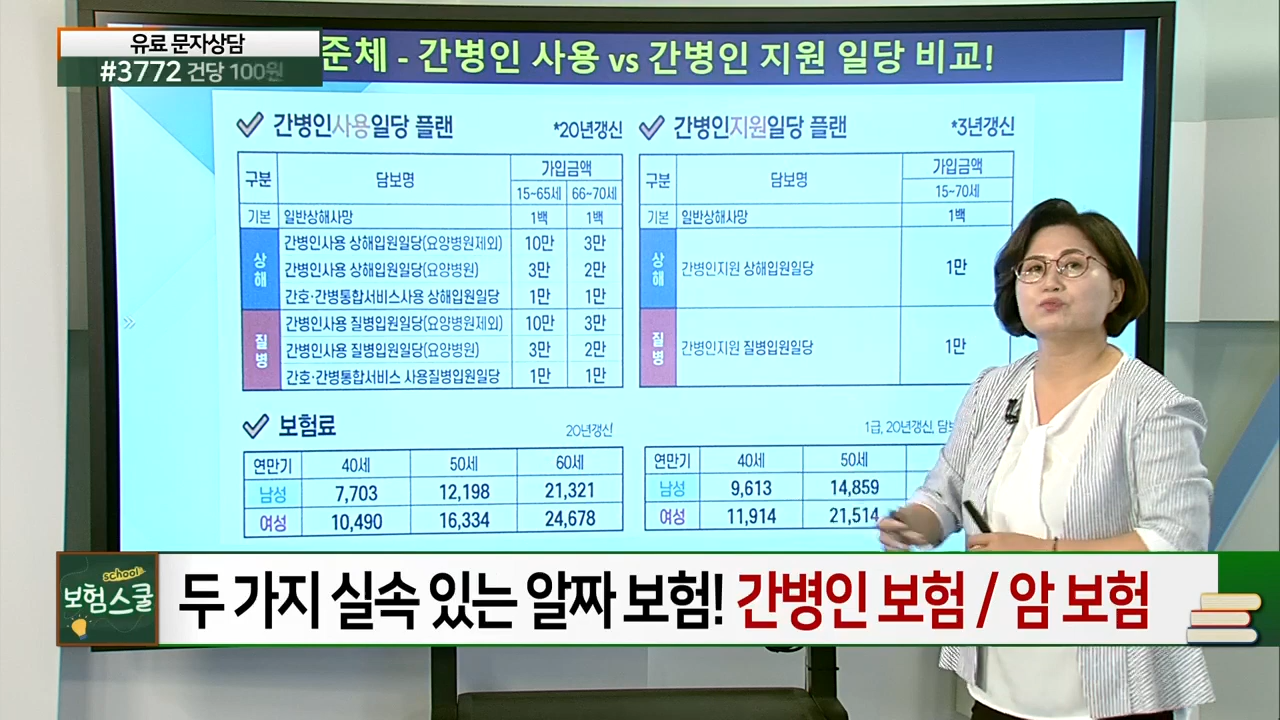 유료 문자상담
#3772 건당 100원
준체 - 간병인 사용 vs 간병인 지원 일당 비교!
간병인사용일당 플랜 *20년갱신
구분 담보명 가입금액
15~65세 66~70세
기본 일반상해사망 1백 1백
상해 간병인사용 상해입원일당(요양병원제외) 10만 3만
간병인사용 상해입원일당(요양병원) 3만 2만
간호·간병통합서비스사용 상해입원일당 1만 1만
질병 간병인사용 질병입원일당(요양병원제외) 10만 3만
간병인사용 질병입원일당(요양병원) 3만 2만
간호·간병통합서비스 사용질병입원일당 1만 1만
간병인지원일당 플랜 *3년갱신
구분 담보명 가입금액
15~70세
기본 일반상해사망 1백
상해 간병인지원 상해입원일당 1만
질병 간병인지원 질병입원일당 1만
보험료 20년갱신
연만기 40세 50세 60세
남성 7,703 12,198 21,321
여성 10,490 16,334 24,678
1급, 20년갱신, 담보
연만기 40세 50세
남성 9,613 14,859
여성 11,914 21,514
school
보험스쿨
두 가지 실속 있는 알짜 보험! 간병인 보험 / 암 보험